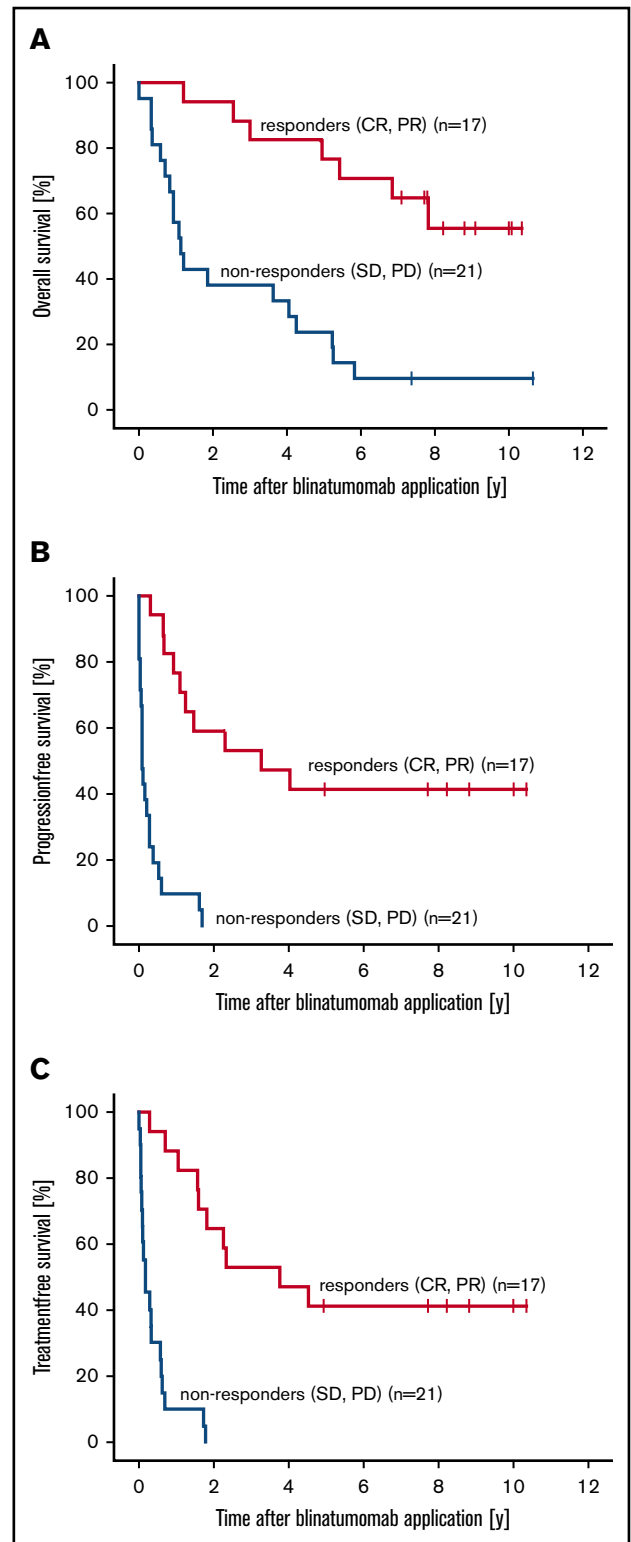 A
100
80
60
40
20
0
Overall survival [%]
responders (CR, PR) (n=17)
non-responders (SD, PD) (n=21)
0 2 4 6 8 10 12
Time after blinatumomab application [y]
B
100
80
60
40
20
0
Progressionfree survival [%]
responders (CR, PR) (n=17)
non-responders (SD, PD) (n=21)
0 2 4 6 8 10 12
Time after blinatumomab application [y]
C
100
80
60
40
20
0
Treatmentfree survival [%]
responders (CR, PR) (n=17)
non-responders (SD, PD) (n=21)
0 2 4 6 8 10 12
Time after blinatumomab application [y]